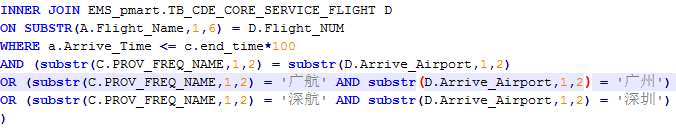 INNER JOIN EMS_pmart.TB_CDE_CORE_SERVICE_FLIGHT D
ON SUBSTR(A.Flight_Name,1,6) = D.Flight_NUM
WHERE a.Arrive_Time <= c.end_time*100
AND (substr(C.PROV_FREQ_NAME,1,2) = substr(D.Arrive_Airport,1,2)
OR (substr(C.PROV_FREQ_NAME,1,2) = '广航' AND substr(D.Arrive_Airport,1,2) = '广州')
OR (substr(C.PROV_FREQ_NAME,1,2) = '深航' AND substr(D.Arrive_Airport,1,2) = '深圳')
)